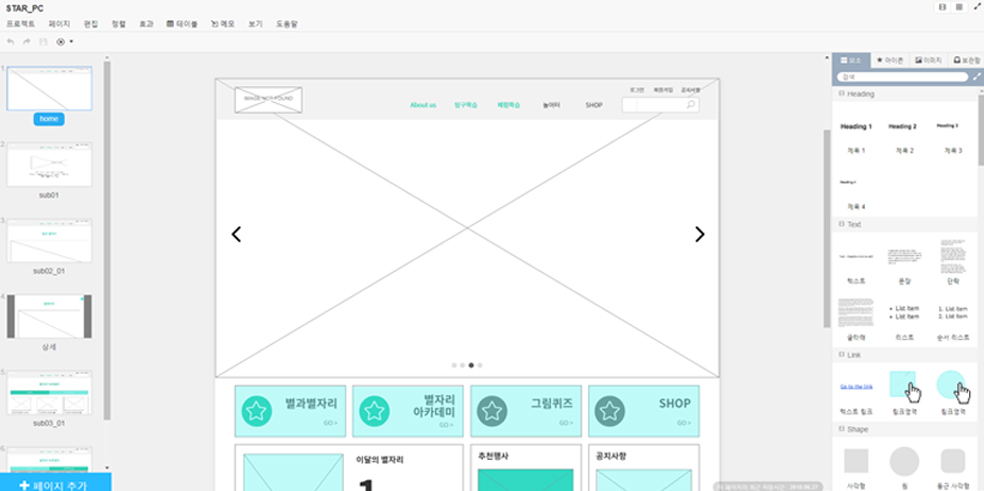 STAR_PC
프로젝트 페이지 편집 정렬 효과 테이블 메모 보기 도움말
요소 아이콘 이미지 보관함
검색
1
home
2
sub01
3
sub02_01
4
상세
5
sub03_01
6
페이지 추가
IMAGE NOT FOUND
로그인 회원가입 공지사항
About us 방구학습 체험학습 놀이터 SHOP
별과별자리
GO >
별자리
아카데미
GO >
그림퀴즈
GO >
SHOP
GO >
이달의 별자리
1
추천행사
공지사항
Heading
Heading 1 Heading 2 Heading 3
제목 1 제목 2 제목 3
Heading 4
제목 4
Text
텍스트 문장 단락
• List Item
• List Item
1. List Item
2. List Item
글상자 리스트 순서 리스트
Link
Go to the link
텍스트 링크 링크영역 링크영역
Shape
사각형 원 둥근 사각형